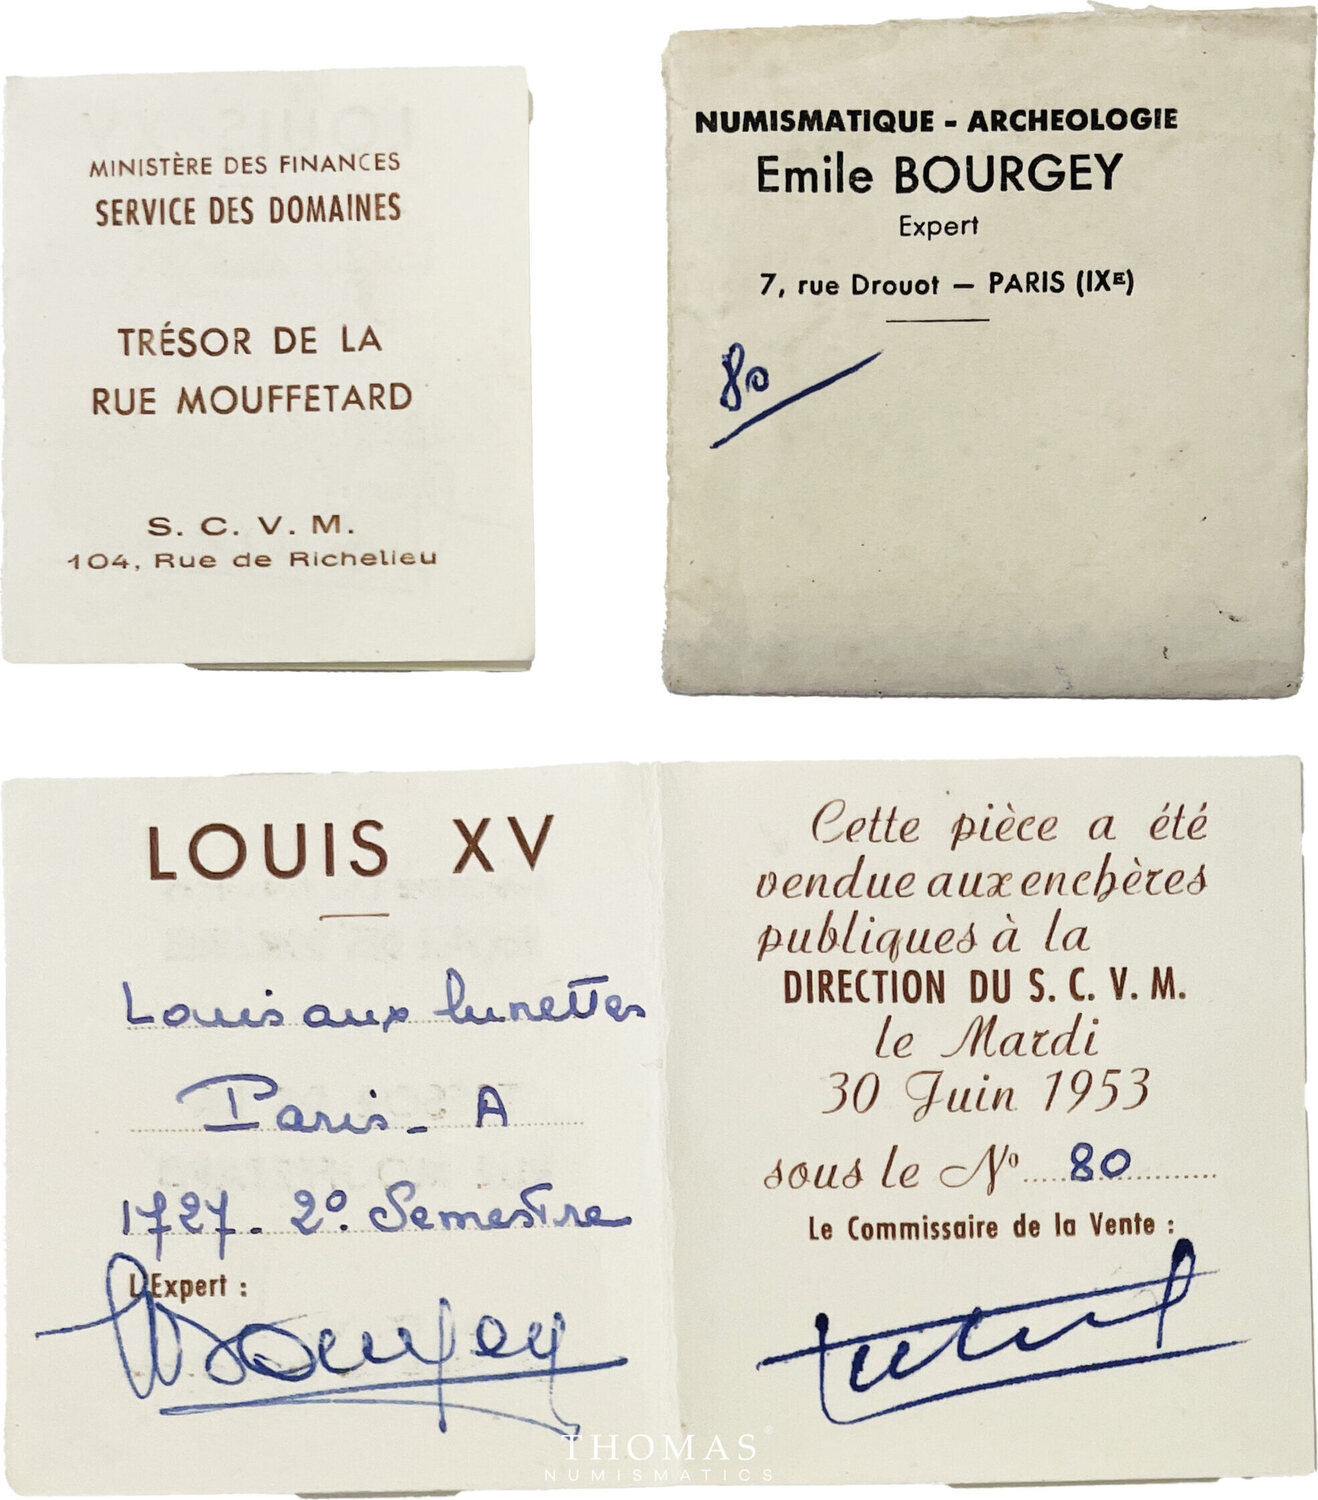 MINISTÈRE DES FINANCES
SERVICE DES DOMAINES
TRÉSOR DE LA
RUE MOUFFETARD
S. C. V. M.
104, Rue de Richelieu
NUMISMATIQUE - ARCHEOLOGIE
Emile BOURGEY
Expert
7, rue Drouot — PARIS (IXE)
80
LOUIS XV
Louis aux lunettes
Paris - A
1727 - 2º. Semestre
L'Expert :
Bourgey
Cette pièce a été
vendue aux enchères
publiques à la
DIRECTION DU S. C. V. M.
le Mardi
30 Juin 1953
sous le Nº 80
Le Commissaire de la Vente :
THOMAS®
NUMISMATICS